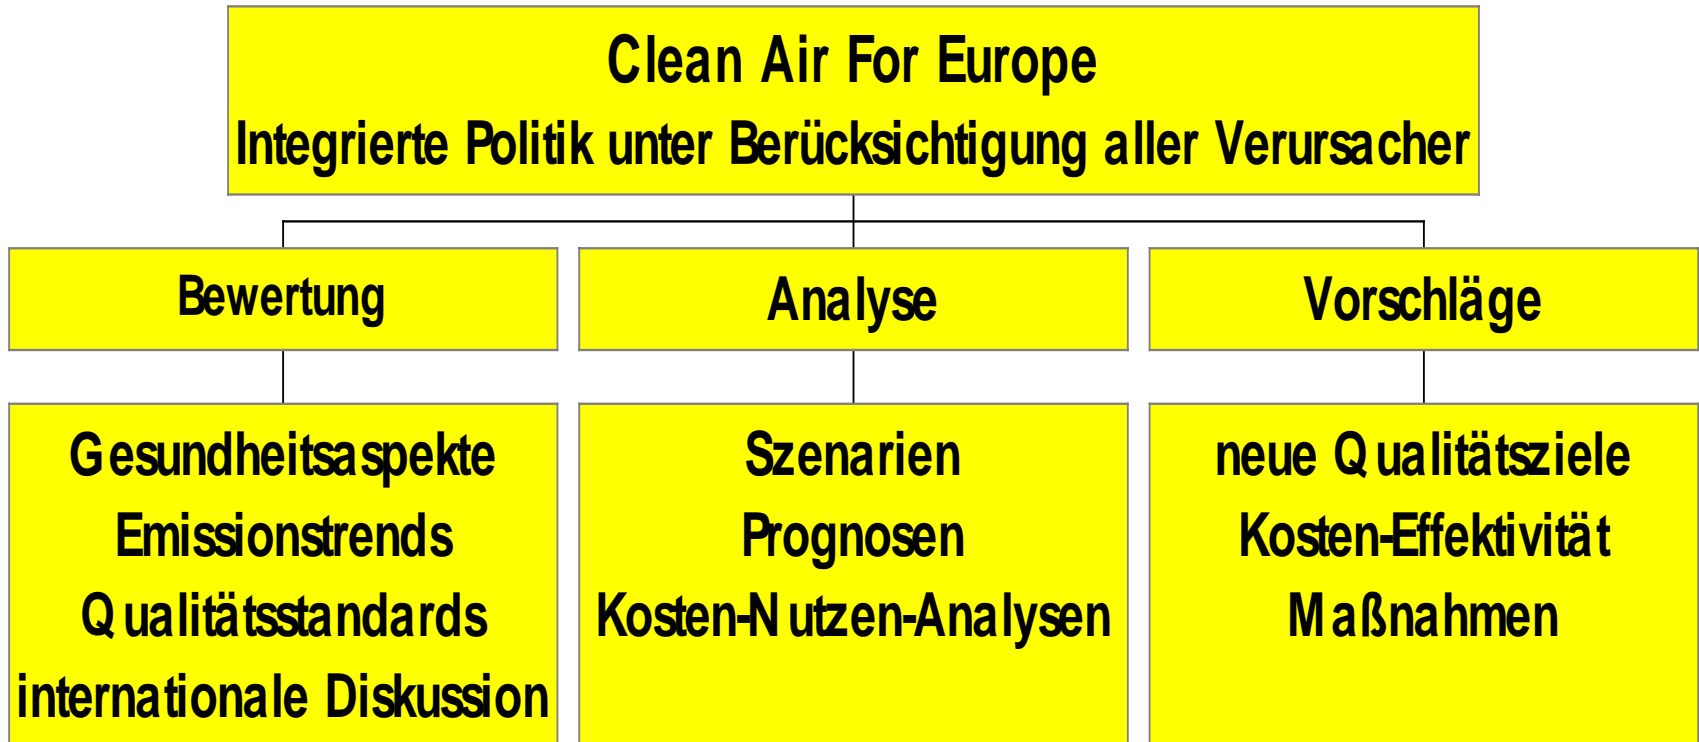 Clean Air For Europe
Integrierte Politik unter Berücksichtigung aller Verursacher
Bewertung
Analyse
Vorschläge
Gesundheitsaspekte
Emissionstrends
Qualitätsstandards
internationale Diskussion
Szenarien
Prognosen
Kosten-Nutzen-Analysen
neue Qualitätsziele
Kosten-Effektivität
Maßnahmen